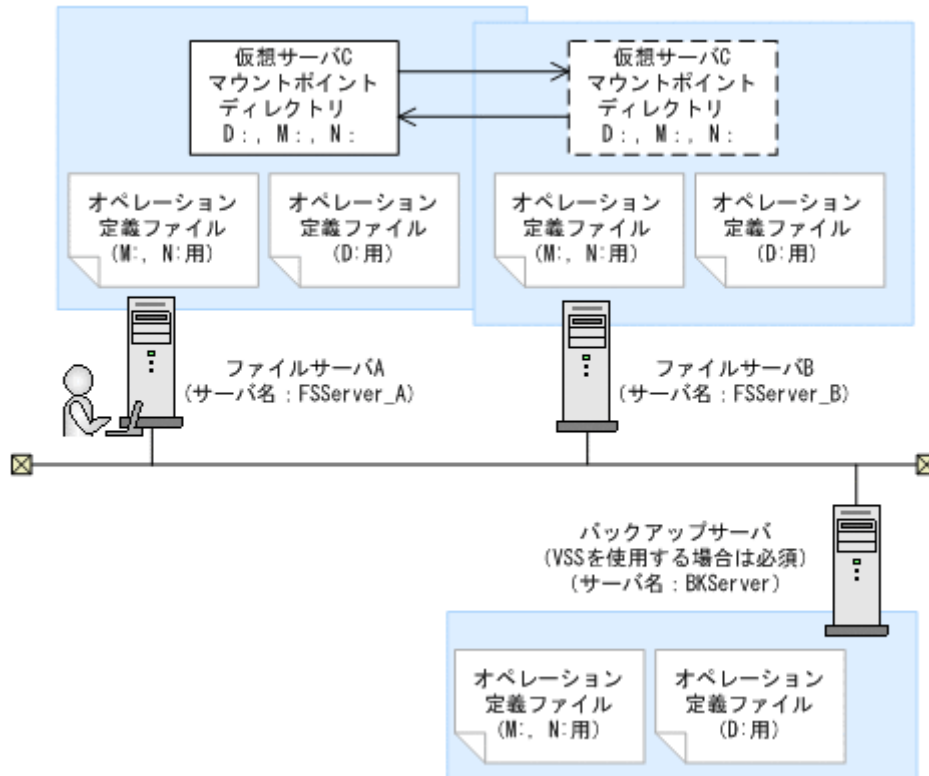 仮想サーバC
マウントポイント
ディレクトリ
D:, M:, N:
仮想サーバC
マウントポイント
ディレクトリ
D:, M:, N:
オペレーション
定義ファイル
(M:, N:用)
オペレーション
定義ファイル
(D:用)
オペレーション
定義ファイル
(M:, N:用)
オペレーション
定義ファイル
(D:用)
ファイルサーバA
(サーバ名:FSServer_A)
ファイルサーバB
(サーバ名:FSServer_B)
バックアップサーバ
(VSSを使用する場合は必須)
(サーバ名:BKServer)
オペレーション
定義ファイル
(M:, N:用)
オペレーション
定義ファイル
(D:用)